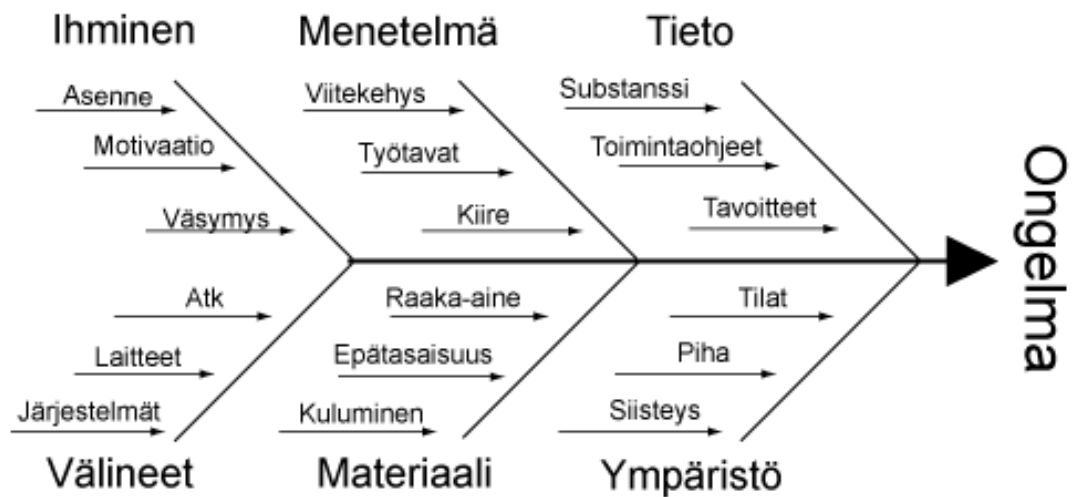 Ihminen
Menetelmä
Tieto
Asenne
Motivaatio
Väsymys
Viitekehys
Työtavat
Kiire
Substanssi
Toimintaohjeet
Tavoitteet
Ongelma
Atk
Laitteet
Järjestelmät
Raaka-aine
Epätasaisuus
Kuluminen
Tilat
Piha
Siisteys
Välineet
Materiaali
Ympäristö